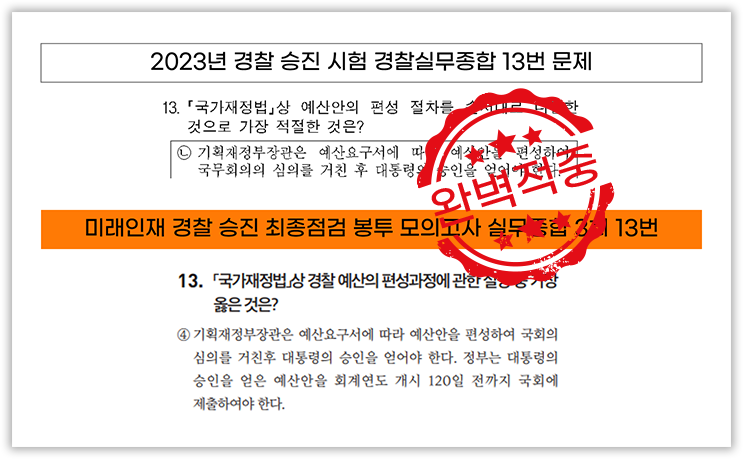 2023년 경찰 승진 시험 경찰실무종합 13번 문제
13. 「국가재정법」상 예산안의 편성 절차를
것으로 가장 적절한 것은?
㉡ 기획재정부장관은 예산요구서에 따라 예산안을 편성하여
국무회의의 심의를 거친 후 대통령의 승인을 얻어야 한다.
완벽적중
미래인재 경찰 승진 최종점검 봉투 모의고사 실무종합 13번
13. 「국가재정법」상 경찰 예산의 편성과정에 관한 가장
옳은 것은?
④ 기획재정부장관은 예산요구서에 따라 예산안을 편성하여 국회의
심의를 거친후 대통령의 승인을 얻어야 한다. 정부는 대통령의
승인을 얻은 예산안을 회계연도 개시 120일 전까지 국회에
제출하여야 한다.